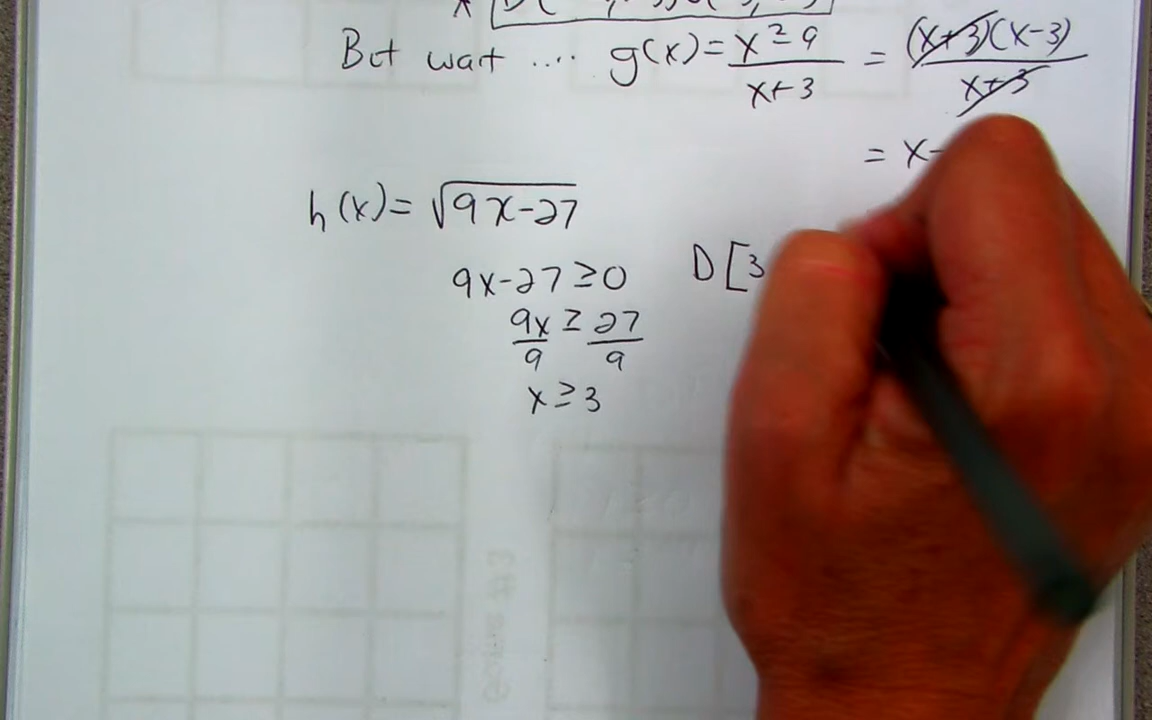 But wait .... g(x) = x²-9 / x+3 = (x+3)(x-3) / x+3
= x-
h(x) = √9x-27
9x-27 ≥ 0 D [3
9x/9 ≥ 27/9
x ≥ 3